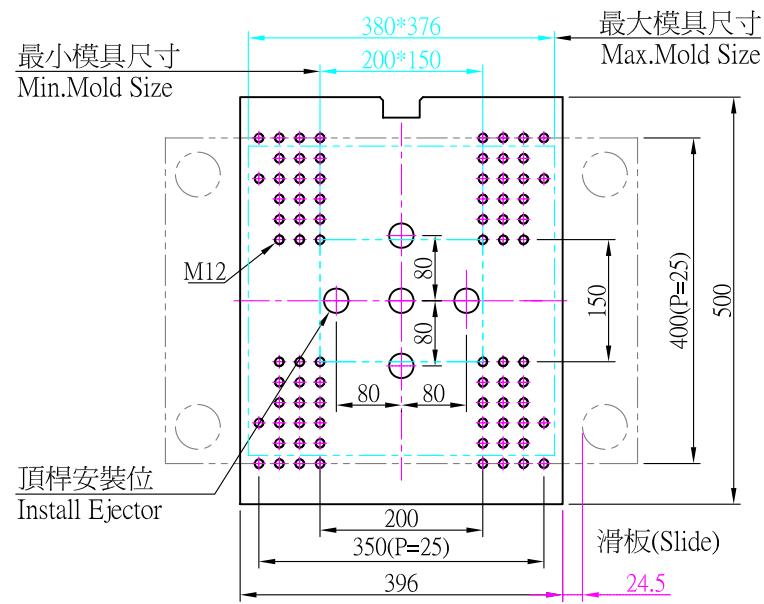 380*376
最大模具尺寸
Max.Mold Size
最小模具尺寸
Min.Mold Size
200*150
M12
80
80
80
80
150
400(P=25)
500
頂桿安裝位
Install Ejector
200
350(P=25)
396
滑板(Slide)
24.5